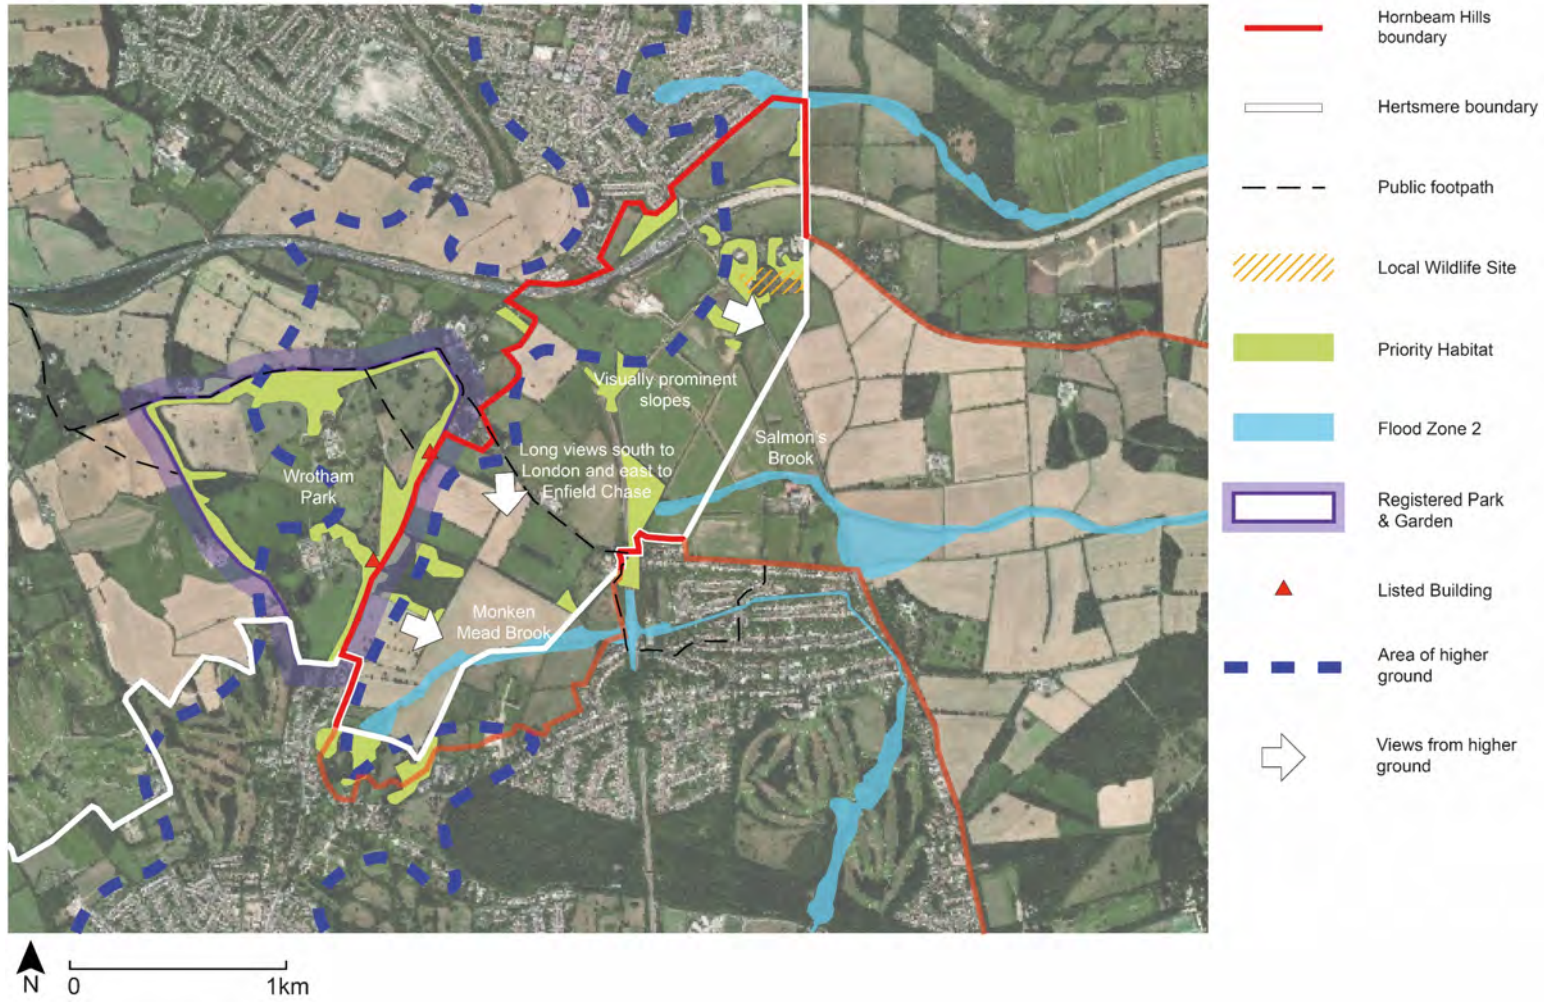 Hornbeam Hills
boundary
Hertsmere boundary
Public footpath
Local Wildlife Site
Priority Habitat
Flood Zone 2
Registered Park
& Garden
Listed Building
Area of higher
ground
Views from higher
ground
Visually prominent
slopes
Long views south to
London and east to
Enfield Chase
Salmon's
Brook
Wrotham
Park
Monken
Mead Brook
N
0
1km